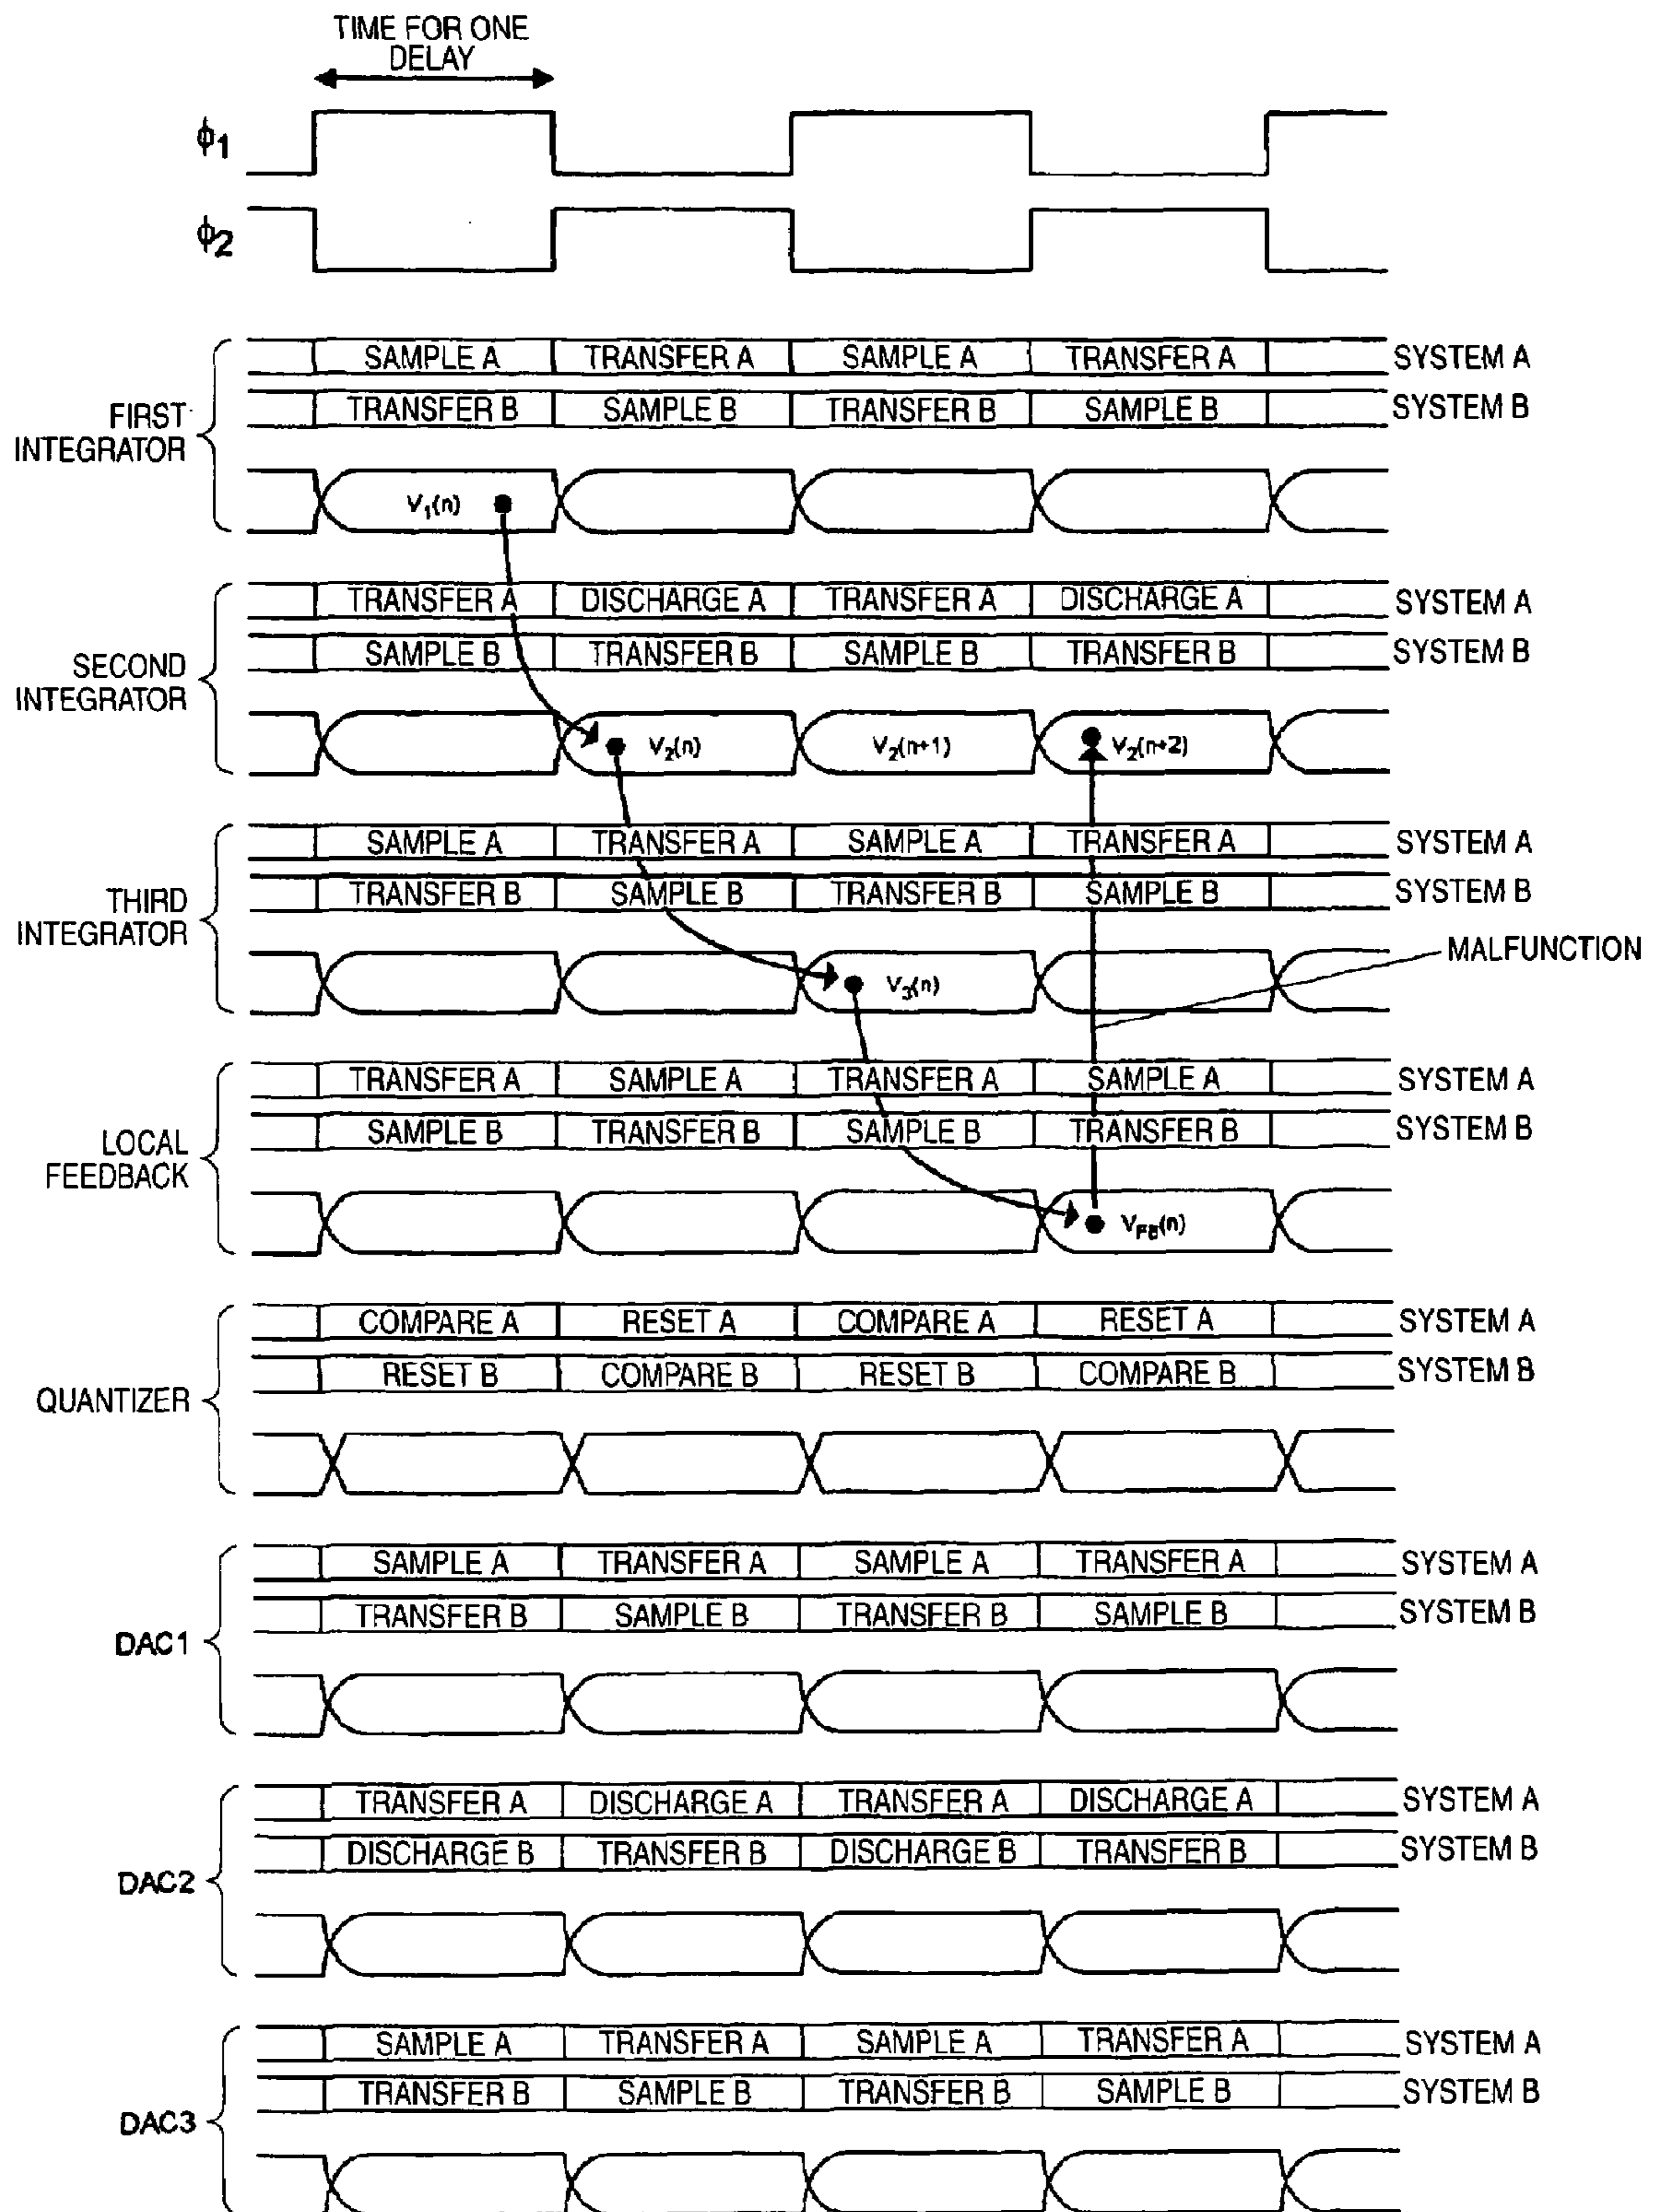 TIME FOR ONE
DELAY
ϕ1
ϕ2
SAMPLE A TRANSFER A SAMPLE A TRANSFER A SYSTEM A
TRANSFER B SAMPLE B TRANSFER B SAMPLE B SYSTEM B
FIRST
INTEGRATOR
V1(n)
TRANSFER A DISCHARGE A TRANSFER A DISCHARGE A SYSTEM A
SAMPLE B TRANSFER B SAMPLE B TRANSFER B SYSTEM B
SECOND
INTEGRATOR
V2(n) V2(n+1) V2(n+2)
SAMPLE A TRANSFER A SAMPLE A TRANSFER A SYSTEM A
TRANSFER B SAMPLE B TRANSFER B SAMPLE B SYSTEM B
THIRD
INTEGRATOR
MALFUNCTION
V3(n)
TRANSFER A SAMPLE A TRANSFER A SAMPLE A SYSTEM A
SAMPLE B TRANSFER B SAMPLE B TRANSFER B SYSTEM B
LOCAL
FEEDBACK
VFB(n)
COMPARE A RESET A COMPARE A RESET A SYSTEM A
RESET B COMPARE B RESET B COMPARE B SYSTEM B
QUANTIZER
SAMPLE A TRANSFER A SAMPLE A TRANSFER A SYSTEM A
TRANSFER B SAMPLE B TRANSFER B SAMPLE B SYSTEM B
DAC1
TRANSFER A DISCHARGE A TRANSFER A DISCHARGE A SYSTEM A
DISCHARGE B TRANSFER B DISCHARGE B TRANSFER B SYSTEM B
DAC2
SAMPLE A TRANSFER A SAMPLE A TRANSFER A SYSTEM A
TRANSFER B SAMPLE B TRANSFER B SAMPLE B SYSTEM B
DAC3